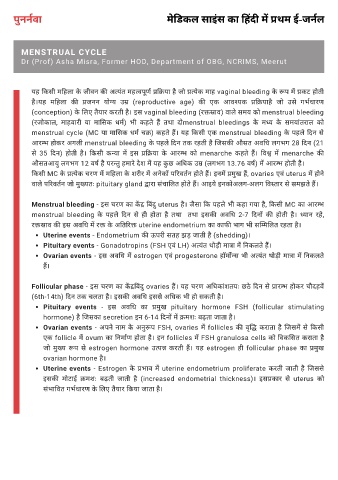 पुनर्नवा
मेडिकल साइंस का हिंदी में प्रथम ई-जर्नल
MENSTRUAL CYCLE
Dr (Prof) Asha Misra, Former HOD, Department of OBG, NCRIMS, Meerut
यह किसी महिला के जीवन की अत्यंत महत्वपूर्ण प्रक्रिया है जो प्रत्येक माह vaginal bleeding के रूप में प्रकट होती
है।यह महिला की प्रजनन योग्य उम्र (reproductive age) की एक आवश्यक प्रक्रियाहै जो उसे गर्भधारण
(conception) के लिए तैयार करती है। इस vaginal bleeding (रक्तस्राव) वाले समय को menstrual bleeding
(रजोकाल, माहवारी या मासिक धर्म) भी कहते हैं तथा दोmenstrual bleedings के मध्य के समयांतराल को
menstrual cycle (MC या मासिक धर्म चक्र) कहते हैं। यह किसी एक menstrual bleeding के पहले दिन से
आरम्भ होकर अगली menstrual bleeding के पहले दिन तक रहती है जिसकी औसत अवधि लगभग 28 दिन (21
से 35 दिन) होती है। किसी कन्या में इस प्रक्रिया के आरम्भ को menarche कहते हैं। विश्व में menarche की
औसतआयु लगभग 12 वर्ष है परन्तु हमारे देश में यह कुछ अधिक उम्र (लगभग 13.76 वर्ष) में आरम्भ होती है।
किसी MC के प्रत्येक चरण में महिला के शरीर में अनेकों परिवर्तन होते हैं। इनमें प्रमुख हैं, ovaries एवं uterus में होने
वाले परिवर्तन जो मुख्यतः pituitary gland द्वारा संचालित होते हैं। आइये इनकोअलग-अलग विस्तार से समझते हैं।
Menstrual bleeding - इस चरण का केंद्र बिंदु uterus है। जैसा कि पहले भी कहा गया है, किसी MC का आरम्भ
menstrual bleeding के पहले दिन से ही होता है तथा इसकी अवधि 2-7 दिनों की होती है। ध्यान रहे,
रक्तस्राव की इस अवधि में रक्त के अतिरिक्त uterine endometrium का काफी भाग भी सम्मिलित रहता है।
• Uterine events - Endometrium की ऊपरी सतह झड़ जाती है (shedding)।
• Pituitary events - Gonadotropins (FSH एवं LH) अत्यंत थोड़ी मात्रा में निकलते हैं।
• Ovarian events - इस अवधि में estrogen एवं progesterone हॉर्मोन्स भी अत्यंत थोड़ी मात्रा में निकलते
हैं।
Follicular phase - इस चरण का केंद्रबिंदु ovaries हैं। यह चरण अधिकांशतयः छठे दिन से प्रारम्भ होकर चौदहवें
(6th-14th) दिन तक चलता है। इसकी अवधि इससे अधिक भी हो सकती है।
• Pituitary events - इस अवधि का प्रमुख pituitary hormone FSH (follicular stimulating
hormone) है जिसका secretion इन 6-14 दिनों में क्रमशः बढ़ता जाता है।
• Ovarian events - अपने नाम के अनुरूप FSH, ovaries में follicles की वृद्धि कराता है जिसमें से किसी
एक follicle में ovum का निर्माण होता है। इन follicles में FSH granulosa cells को विकसित कराता है
जो मुख्य रूप से estrogen hormone उत्पन्न करती हैं। यह estrogen ही follicular phase का प्रमुख
ovarian hormone है।
• Uterine events - Estrogen के प्रभाव में uterine endometrium proliferate करती जाती है जिससे
इसकी मोटाई क्रमशः बढ़ती जाती है (increased endometrial thickness)। इसप्रकार से uterus को
संभावित गर्भधारण के लिए तैयार किया जाता है।